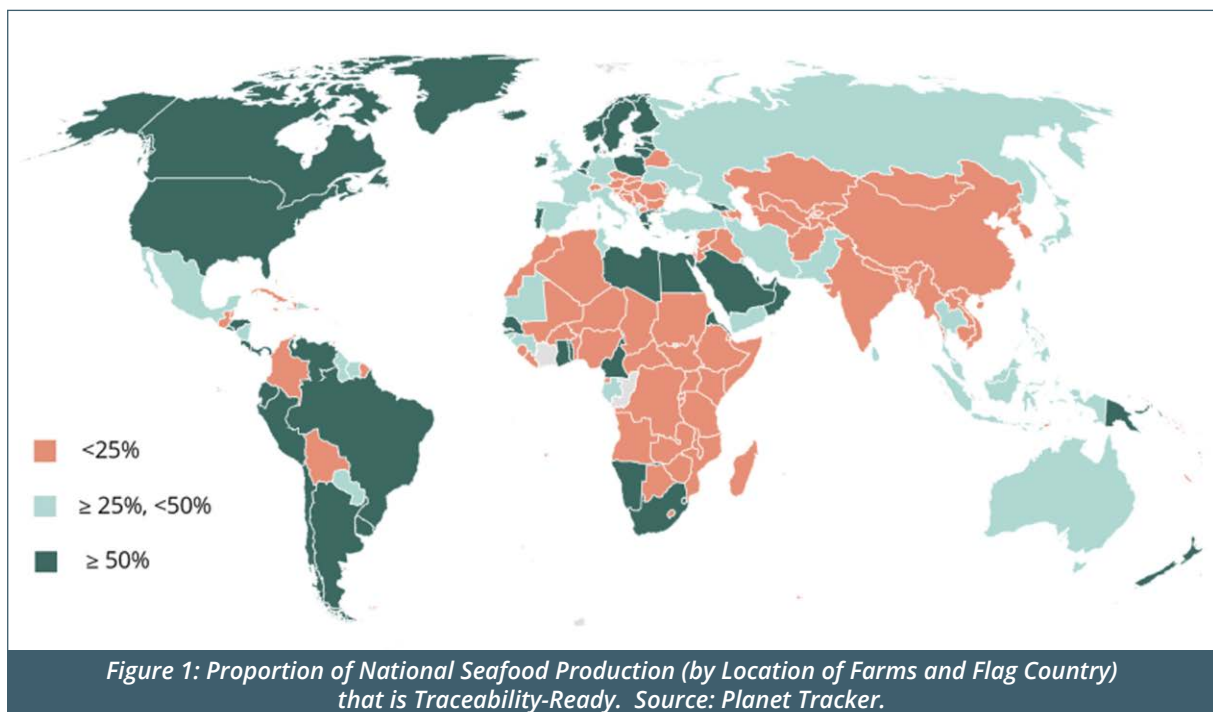 <25%
≥ 25%, <50%
≥ 50%
Figure 1: Proportion of National Seafood Production (by Location of Farms and Flag Country)
that is Traceability-Ready. Source: Planet Tracker.